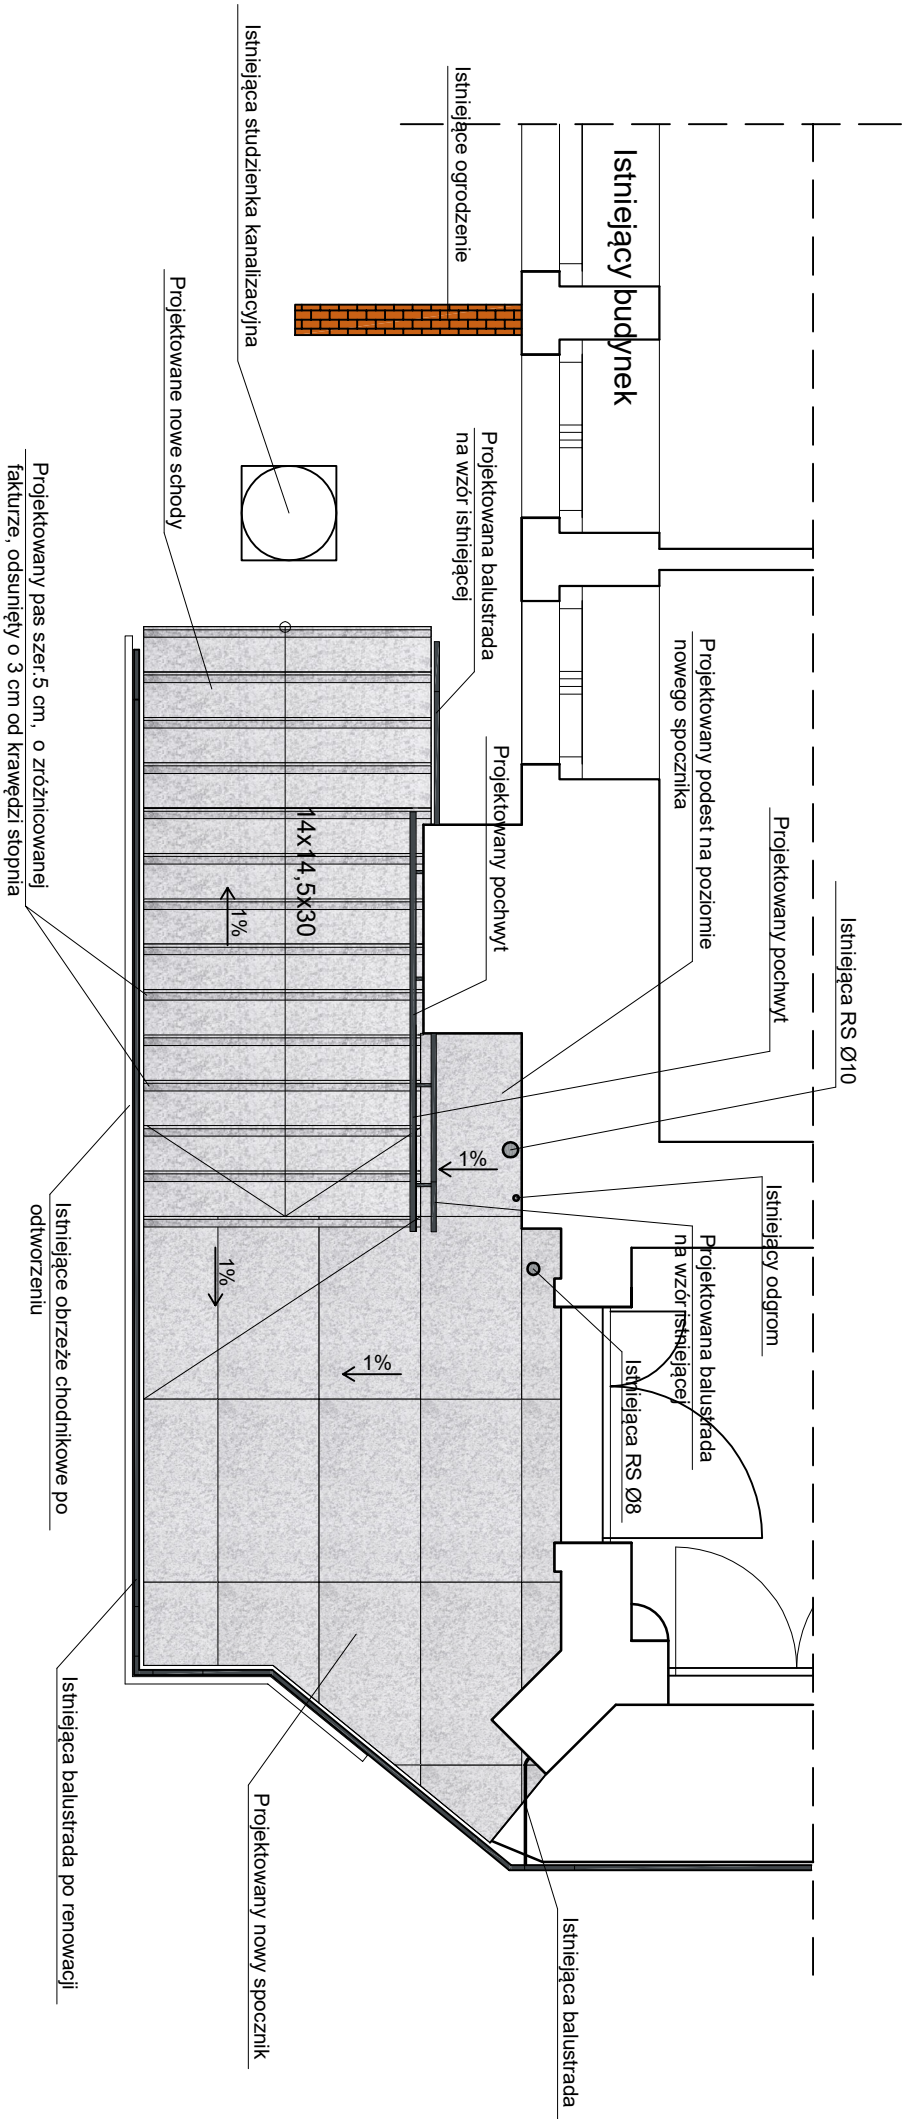 Istniejąca studzienka kanalizacyjna
Istniejące ogrodzenie
Istniejący budynek
Projektowane nowe schody
Projektowana balustrada
na wzór istniejącej
Projektowany pas szer.5 cm, o zróżnicowanej
fakturze, odsunięty o 3 cm od krawędzi stopnia
Projektowany podest na poziomie
nowego spocznika
Projektowany pochwyt
Projektowany pochwyt
Istniejąca RS Ø10
14x14,5x30
1%
1%
1%
1%
Istniejący odgrom
Projektowana balustrada
na wzór istniejącej
Istniejąca RS Ø8
Istniejące obrzeże chodnikowe po
odtworzeniu
Istniejąca balustrada po renowacji
Projektowany nowy spocznik
Istniejąca balustrada